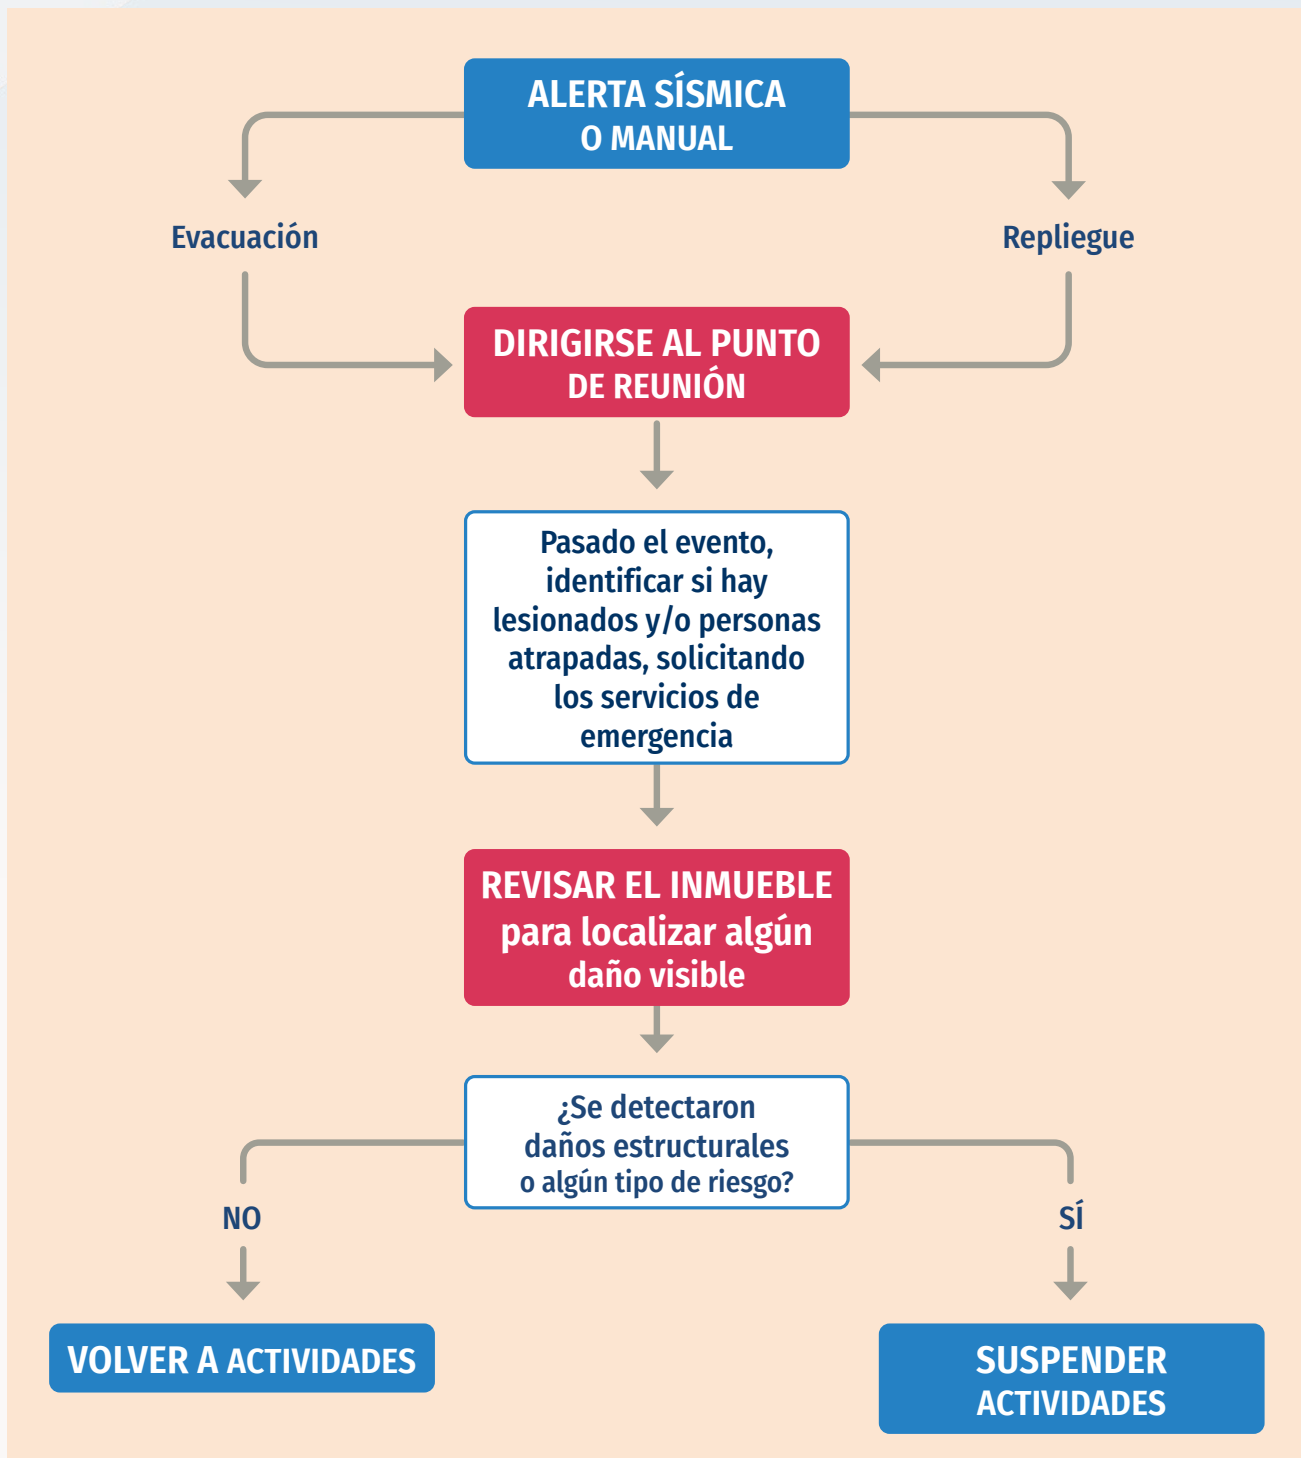 ALERTA SÍSMICA
O MANUAL
Evacuación
Repliegue
DIRIGIRSE AL PUNTO
DE REUNIÓN
Pasado el evento,
identificar si hay
lesionados y/o personas
atrapadas, solicitando
los servicios de
emergencia
REVISAR EL INMUEBLE
para localizar algún
daño visible
¿Se detectaron
daños estructurales
o algún tipo de riesgo?
NO
SÍ
VOLVER A ACTIVIDADES
SUSPENDER
ACTIVIDADES